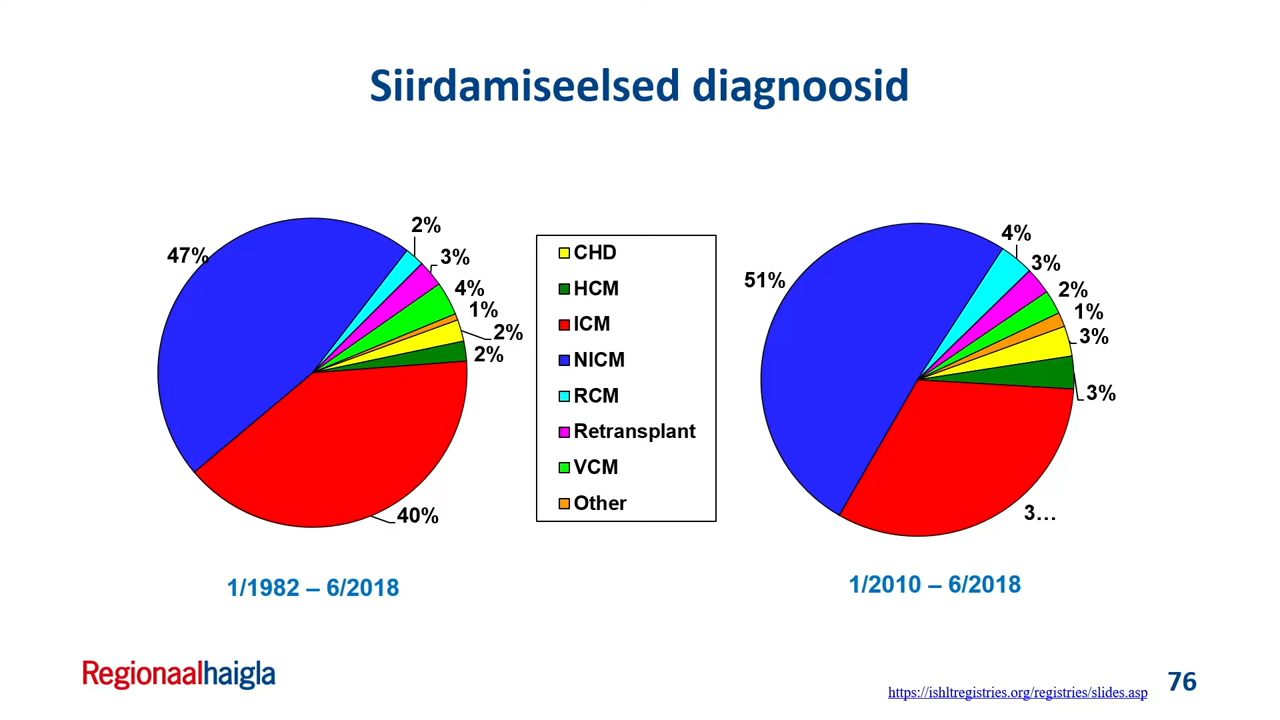 Siirdamiseelsed diagnoosid
47%
2%
3%
4%
1%
2%
2%
40%
1/1982 – 6/2018
CHD
HCM
ICM
NICM
RCM
Retransplant
VCM
Other
51%
4%
3%
2%
1%
3%
3%
3...
1/2010 – 6/2018
Regionaalhaigla
https://ishltregistries.org/registries/slides.asp
76